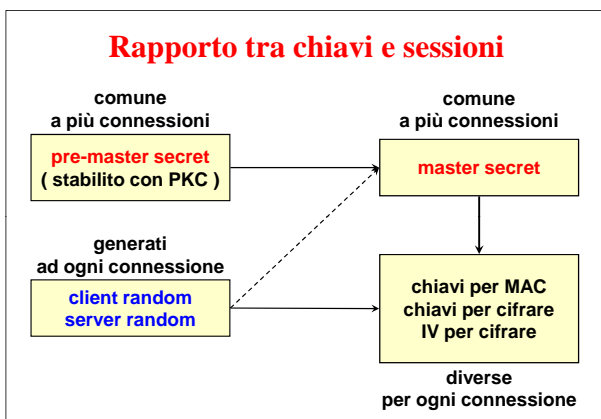 Rapporto tra chiavi e sessioni
comune
a più connessioni
pre-master secret
( stabilito con PKC )
comune
a più connessioni
master secret
generati
ad ogni connessione
client random
server random
chiavi per MAC
chiavi per cifrare
IV per cifrare
diverse
per ogni connessione